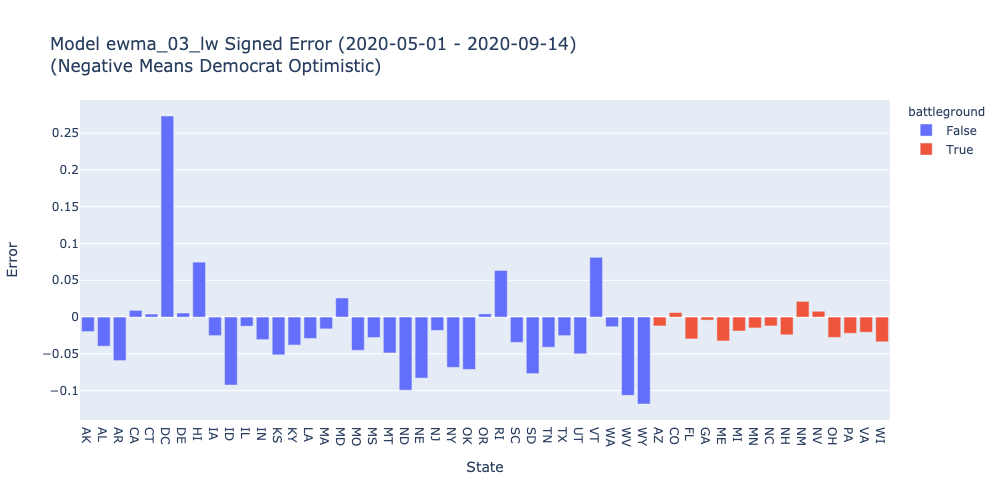 Model ewma_03_lw Signed Error (2020-05-01 - 2020-09-14)
(Negative Means Democrat Optimistic)
battleground
False
True
0.25
0.2
0.15
0.1
0.05
0
−0.05
−0.1
Error
AK AL AR CA CT DC DE HI IA ID IL IN KS KY LA MA MD MO MS MT ND NE NJ NY OK OR RI SC SD TN TX UT VT WA WV WY AZ CO FL GA ME MI MN NC NH NM NV OH PA VA WI
State